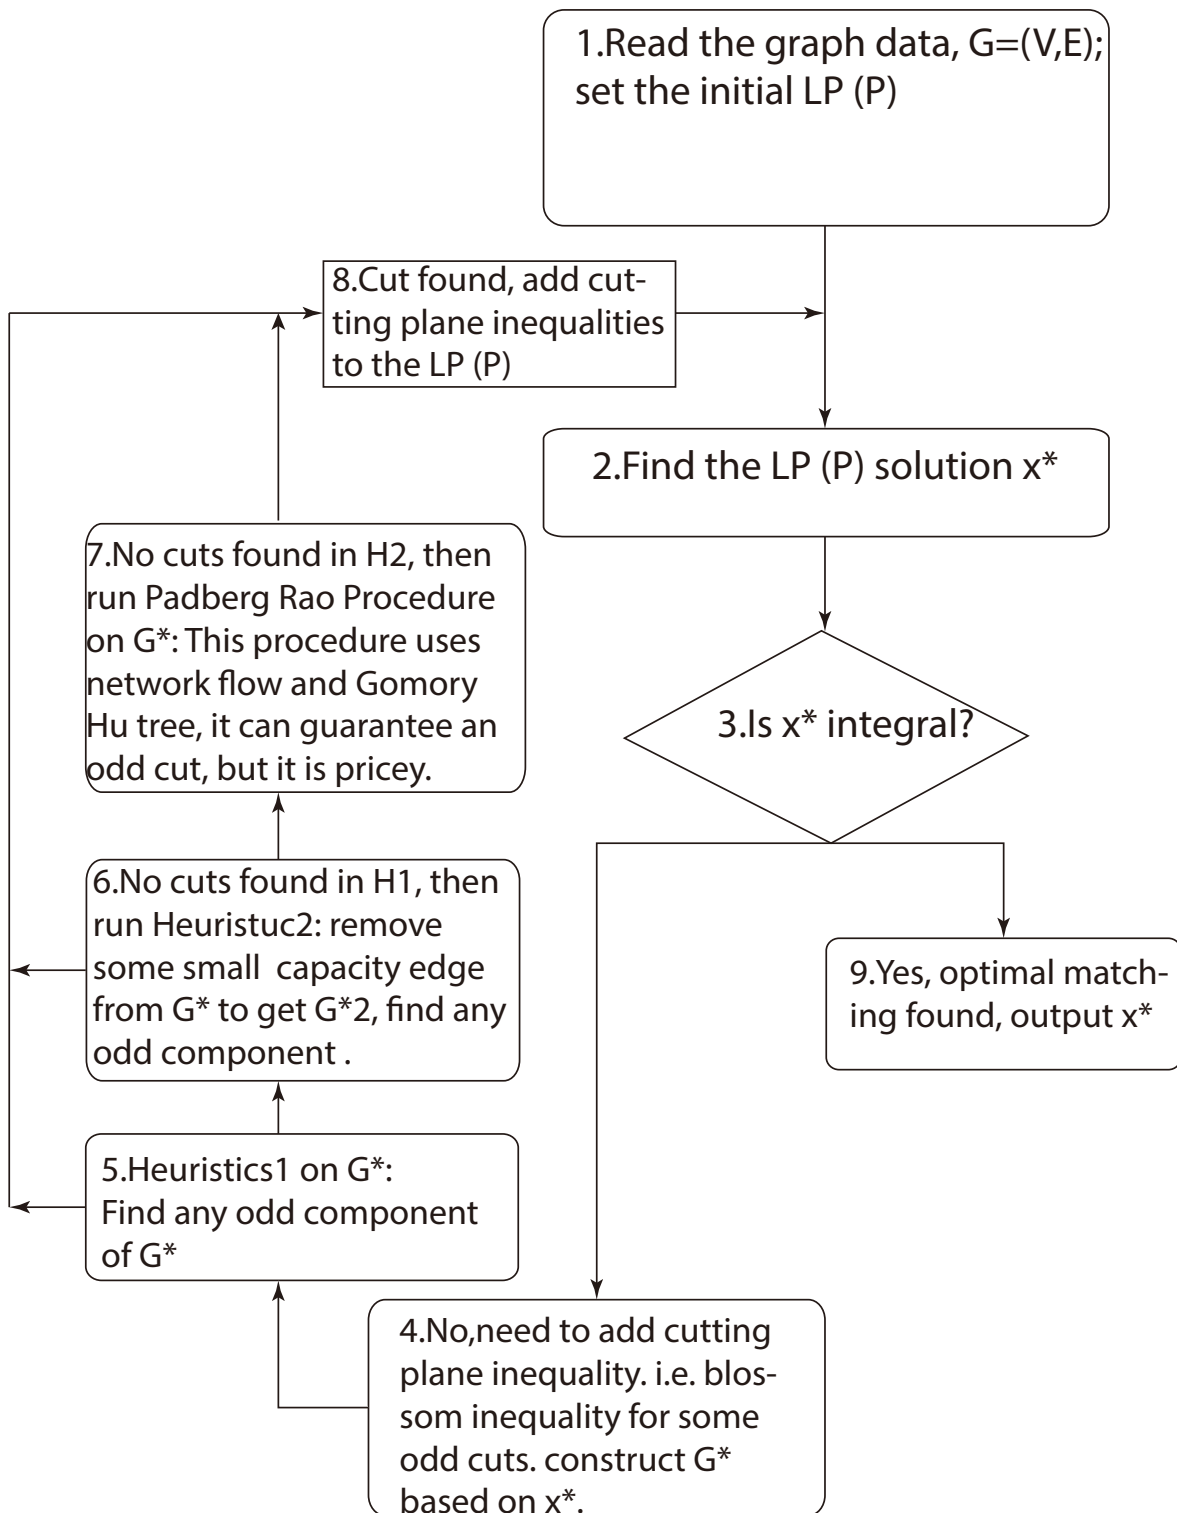 1.Read the graph data, G=(V,E);
set the initial LP (P)
8.Cut found, add cut-
ting plane inequalities
to the LP (P)
2.Find the LP (P) solution x*
7.No cuts found in H2, then
run Padberg Rao Procedure
on G*: This procedure uses
network flow and Gomory
Hu tree, it can guarantee an
odd cut, but it is pricey.
3.Is x* integral?
6.No cuts found in H1, then
run Heuristuc2: remove
some small  capacity edge
from G* to get G*2, find any
odd component .
9.Yes, optimal match-
ing found, output x*
5.Heuristics1 on G*:
Find any odd component
of G*
4.No,need to add cutting
plane inequality. i.e. blos-
som inequality for some
odd cuts. construct G*
based on x*.